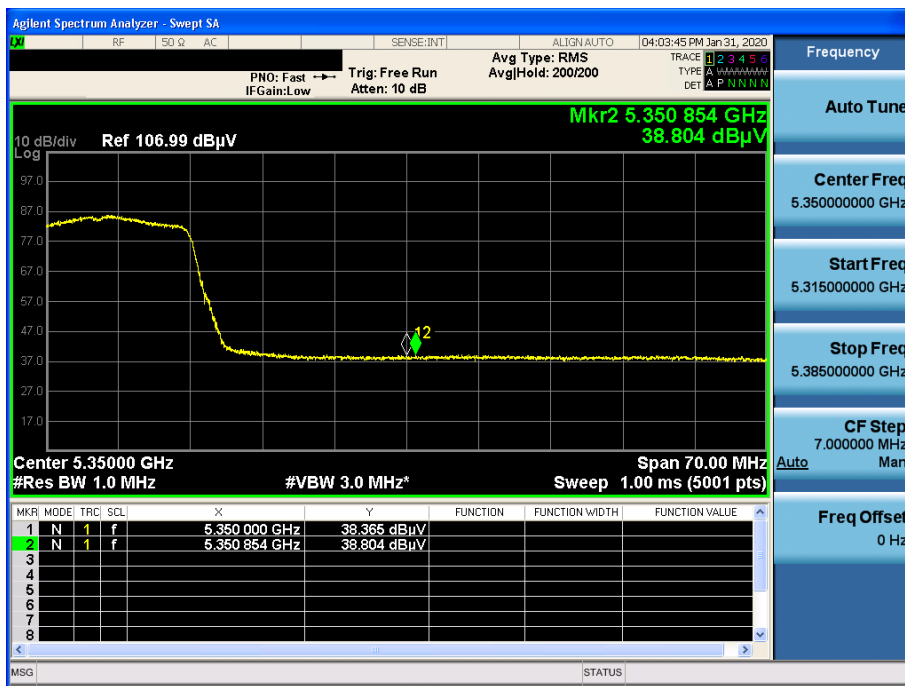 Agilent Spectrum Analyzer - Swept SA
LXI RF 50 Ω AC SENSE:INT ALIGN AUTO 04:03:45 PM Jan 31, 2020
PNO: Fast Trig: Free Run Avg Type: RMS TRACE 1 2 3 4 5 6
IFGain:Low Atten: 10 dB Avg|Hold: 200/200 TYPE A WWWWW
DET A P N N N N
Mkr2 5.350 854 GHz
38.804 dBµV
10 dB/div Ref 106.99 dBµV
Log
97.0
87.0
77.0
67.0
57.0
47.0
37.0
27.0
17.0
12
Center 5.35000 GHz Span 70.00 MHz
#Res BW 1.0 MHz #VBW 3.0 MHz* Sweep 1.00 ms (5001 pts)
MKR MODE TRC SCL X Y FUNCTION FUNCTION WIDTH FUNCTION VALUE
1 N 1 f 5.350 000 GHz 38.365 dBµV
2 N 1 f 5.350 854 GHz 38.804 dBµV
3
4
5
6
7
8
MSG STATUS
Frequency
Auto Tune
Center Freq
5.350000000 GHz
Start Freq
5.315000000 GHz
Stop Freq
5.385000000 GHz
CF Step
7.000000 MHz
Auto Man
Freq Offset
0 Hz